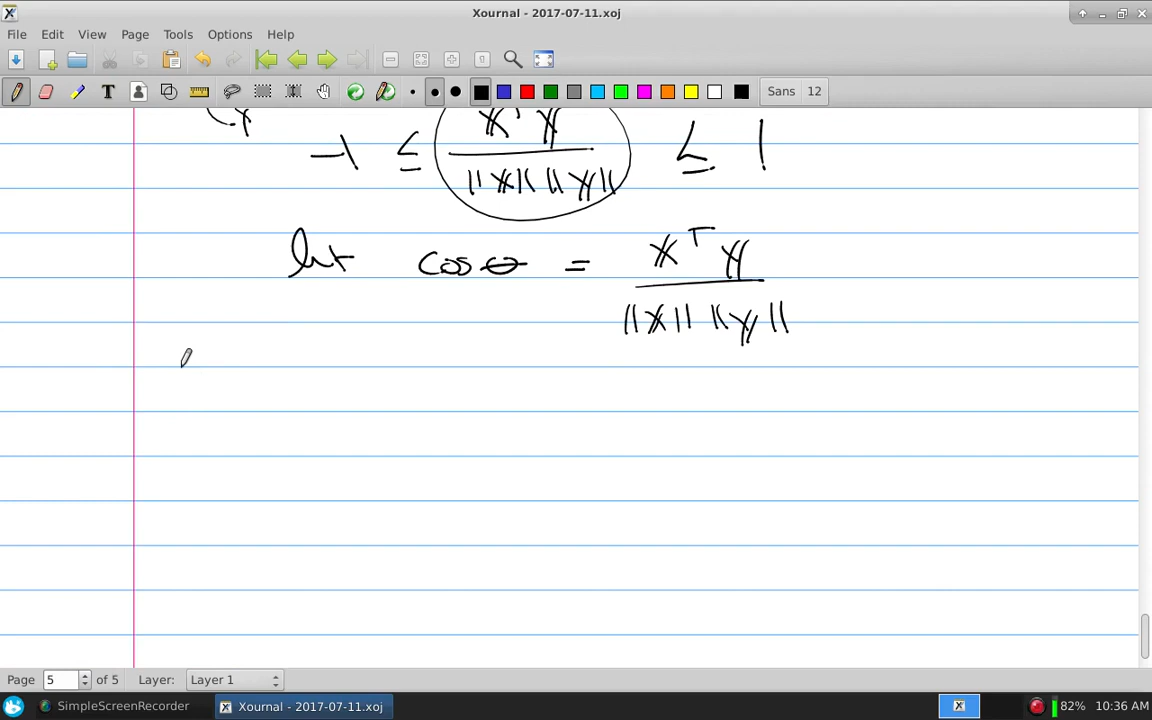 Xournal - 2017-07-11.xoj
File Edit View Page Tools Options Help
Sans 12
-1 ≤ xᵀy / ||x|| ||y|| ≤ 1
let cos θ = xᵀy / ||x|| ||y||
Page 5 of 5 Layer: Layer 1
SimpleScreenRecorder Xournal - 2017-07-11.xoj 82% 10:36 AM